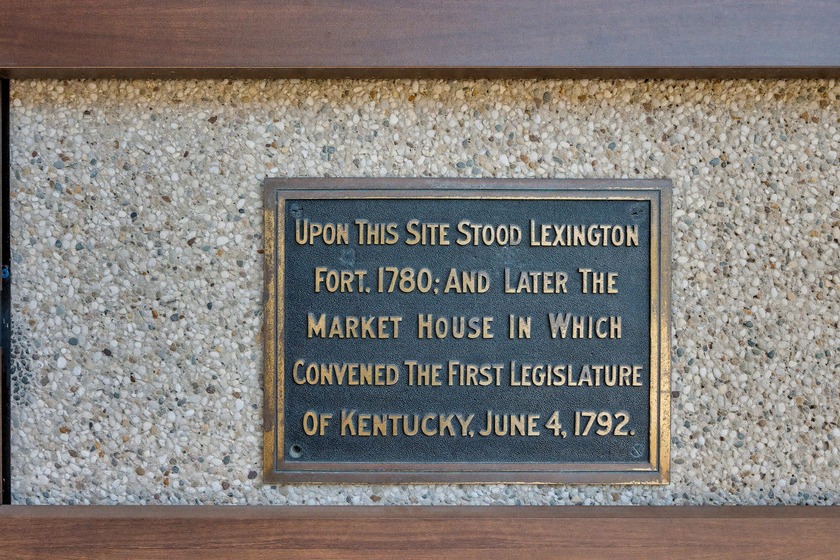 Upon This Site Stood Lexington
Fort. 1780; And Later The
Market House In Which
Convened The First Legislature
Of Kentucky, June 4, 1792.